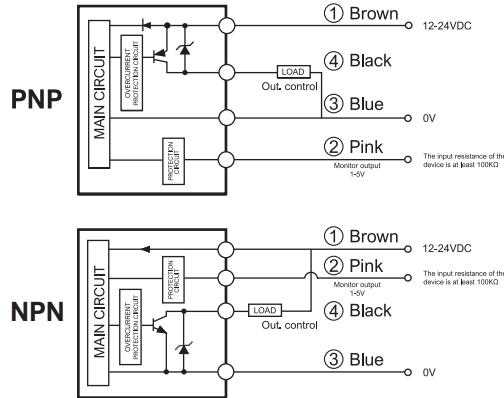 PNP
MAIN CIRCUIT
OVERCURRENT
PROTECTION CIRCUIT
PROTECTION
CIRCUIT
① Brown
12-24VDC
④ Black
LOAD
Out. control
③ Blue
0V
② Pink
Monitor output
1-5V
The input resistance of the
device is at least 100KΩ
NPN
MAIN CIRCUIT
PROTECTION
CIRCUIT
OVERCURRENT
PROTECTION CIRCUIT
① Brown
12-24VDC
② Pink
Monitor output
1-5V
The input resistance of the
device is at least 100KΩ
④ Black
LOAD
Out. control
③ Blue
0V